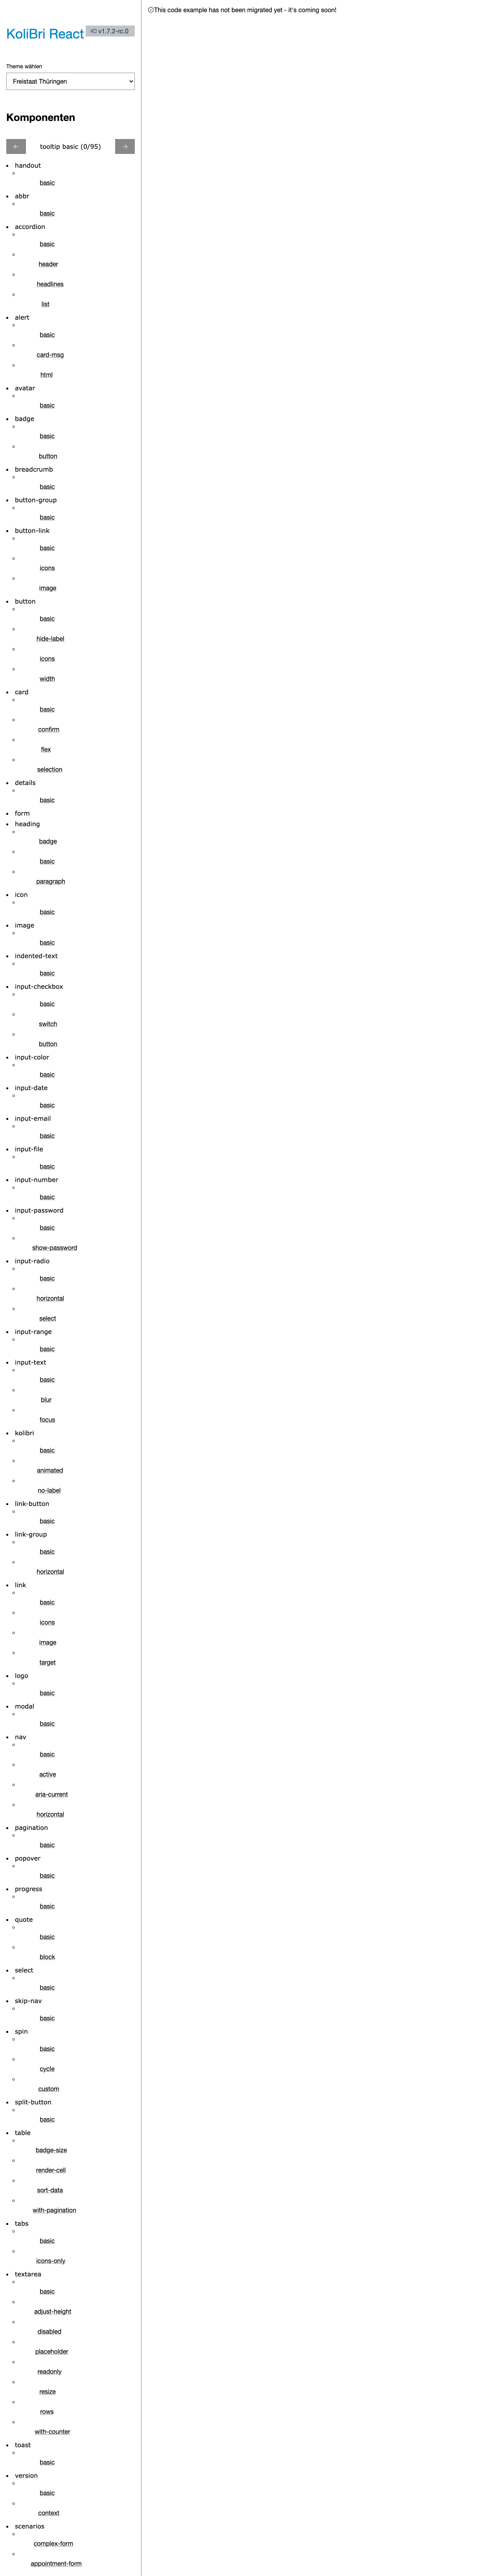 KoliBri React
v1.7.2-rc.0
This code example has not been migrated yet - it's coming soon!
Theme wählen
Freistaat Thüringen
Komponenten
tooltip basic (0/95)
handout
basic
abbr
basic
accordion
basic
header
headlines
list
alert
basic
card-msg
html
avatar
basic
badge
basic
button
breadcrumb
basic
button-group
basic
button-link
basic
icons
image
button
basic
hide-label
icons
width
card
basic
confirm
flex
selection
details
basic
form
heading
badge
basic
paragraph
icon
basic
image
basic
indented-text
basic
input-checkbox
basic
switch
button
input-color
basic
input-date
basic
input-email
basic
input-file
basic
input-number
basic
input-password
basic
show-password
input-radio
basic
horizontal
select
input-range
basic
input-text
basic
blur
focus
kolibri
basic
animated
no-label
link-button
basic
link-group
basic
horizontal
link
basic
icons
image
target
logo
basic
modal
basic
nav
basic
active
aria-current
horizontal
pagination
basic
popover
basic
progress
basic
quote
basic
block
select
basic
skip-nav
basic
spin
basic
cycle
custom
split-button
basic
table
badge-size
render-cell
sort-data
with-pagination
tabs
basic
icons-only
textarea
basic
adjust-height
disabled
placeholder
readonly
resize
rows
with-counter
toast
basic
version
basic
context
scenarios
complex-form
appointment-form